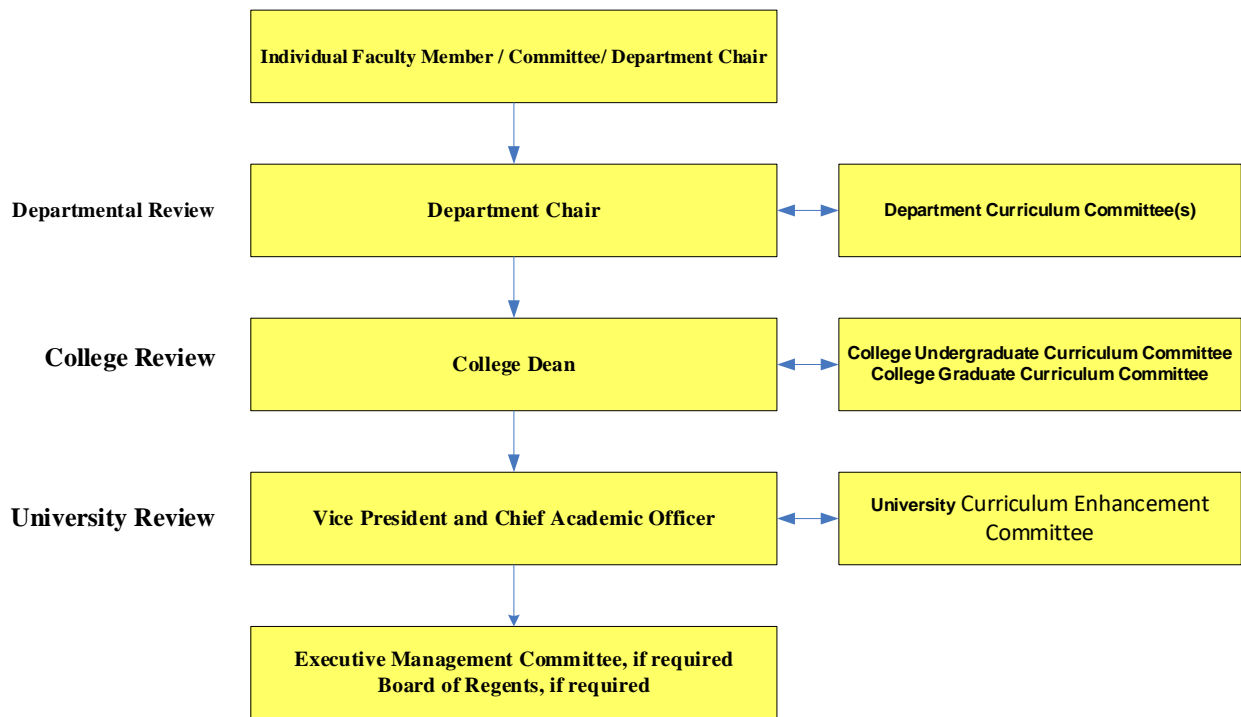 Individual Faculty Member / Committee/ Department Chair
Departmental Review
Department Chair
Department Curriculum Committee(s)
College Review
College Dean
College Undergraduate Curriculum Committee
College Graduate Curriculum Committee
University Review
Vice President and Chief Academic Officer
University Curriculum Enhancement
Committee
Executive Management Committee, if required
Board of Regents, if required